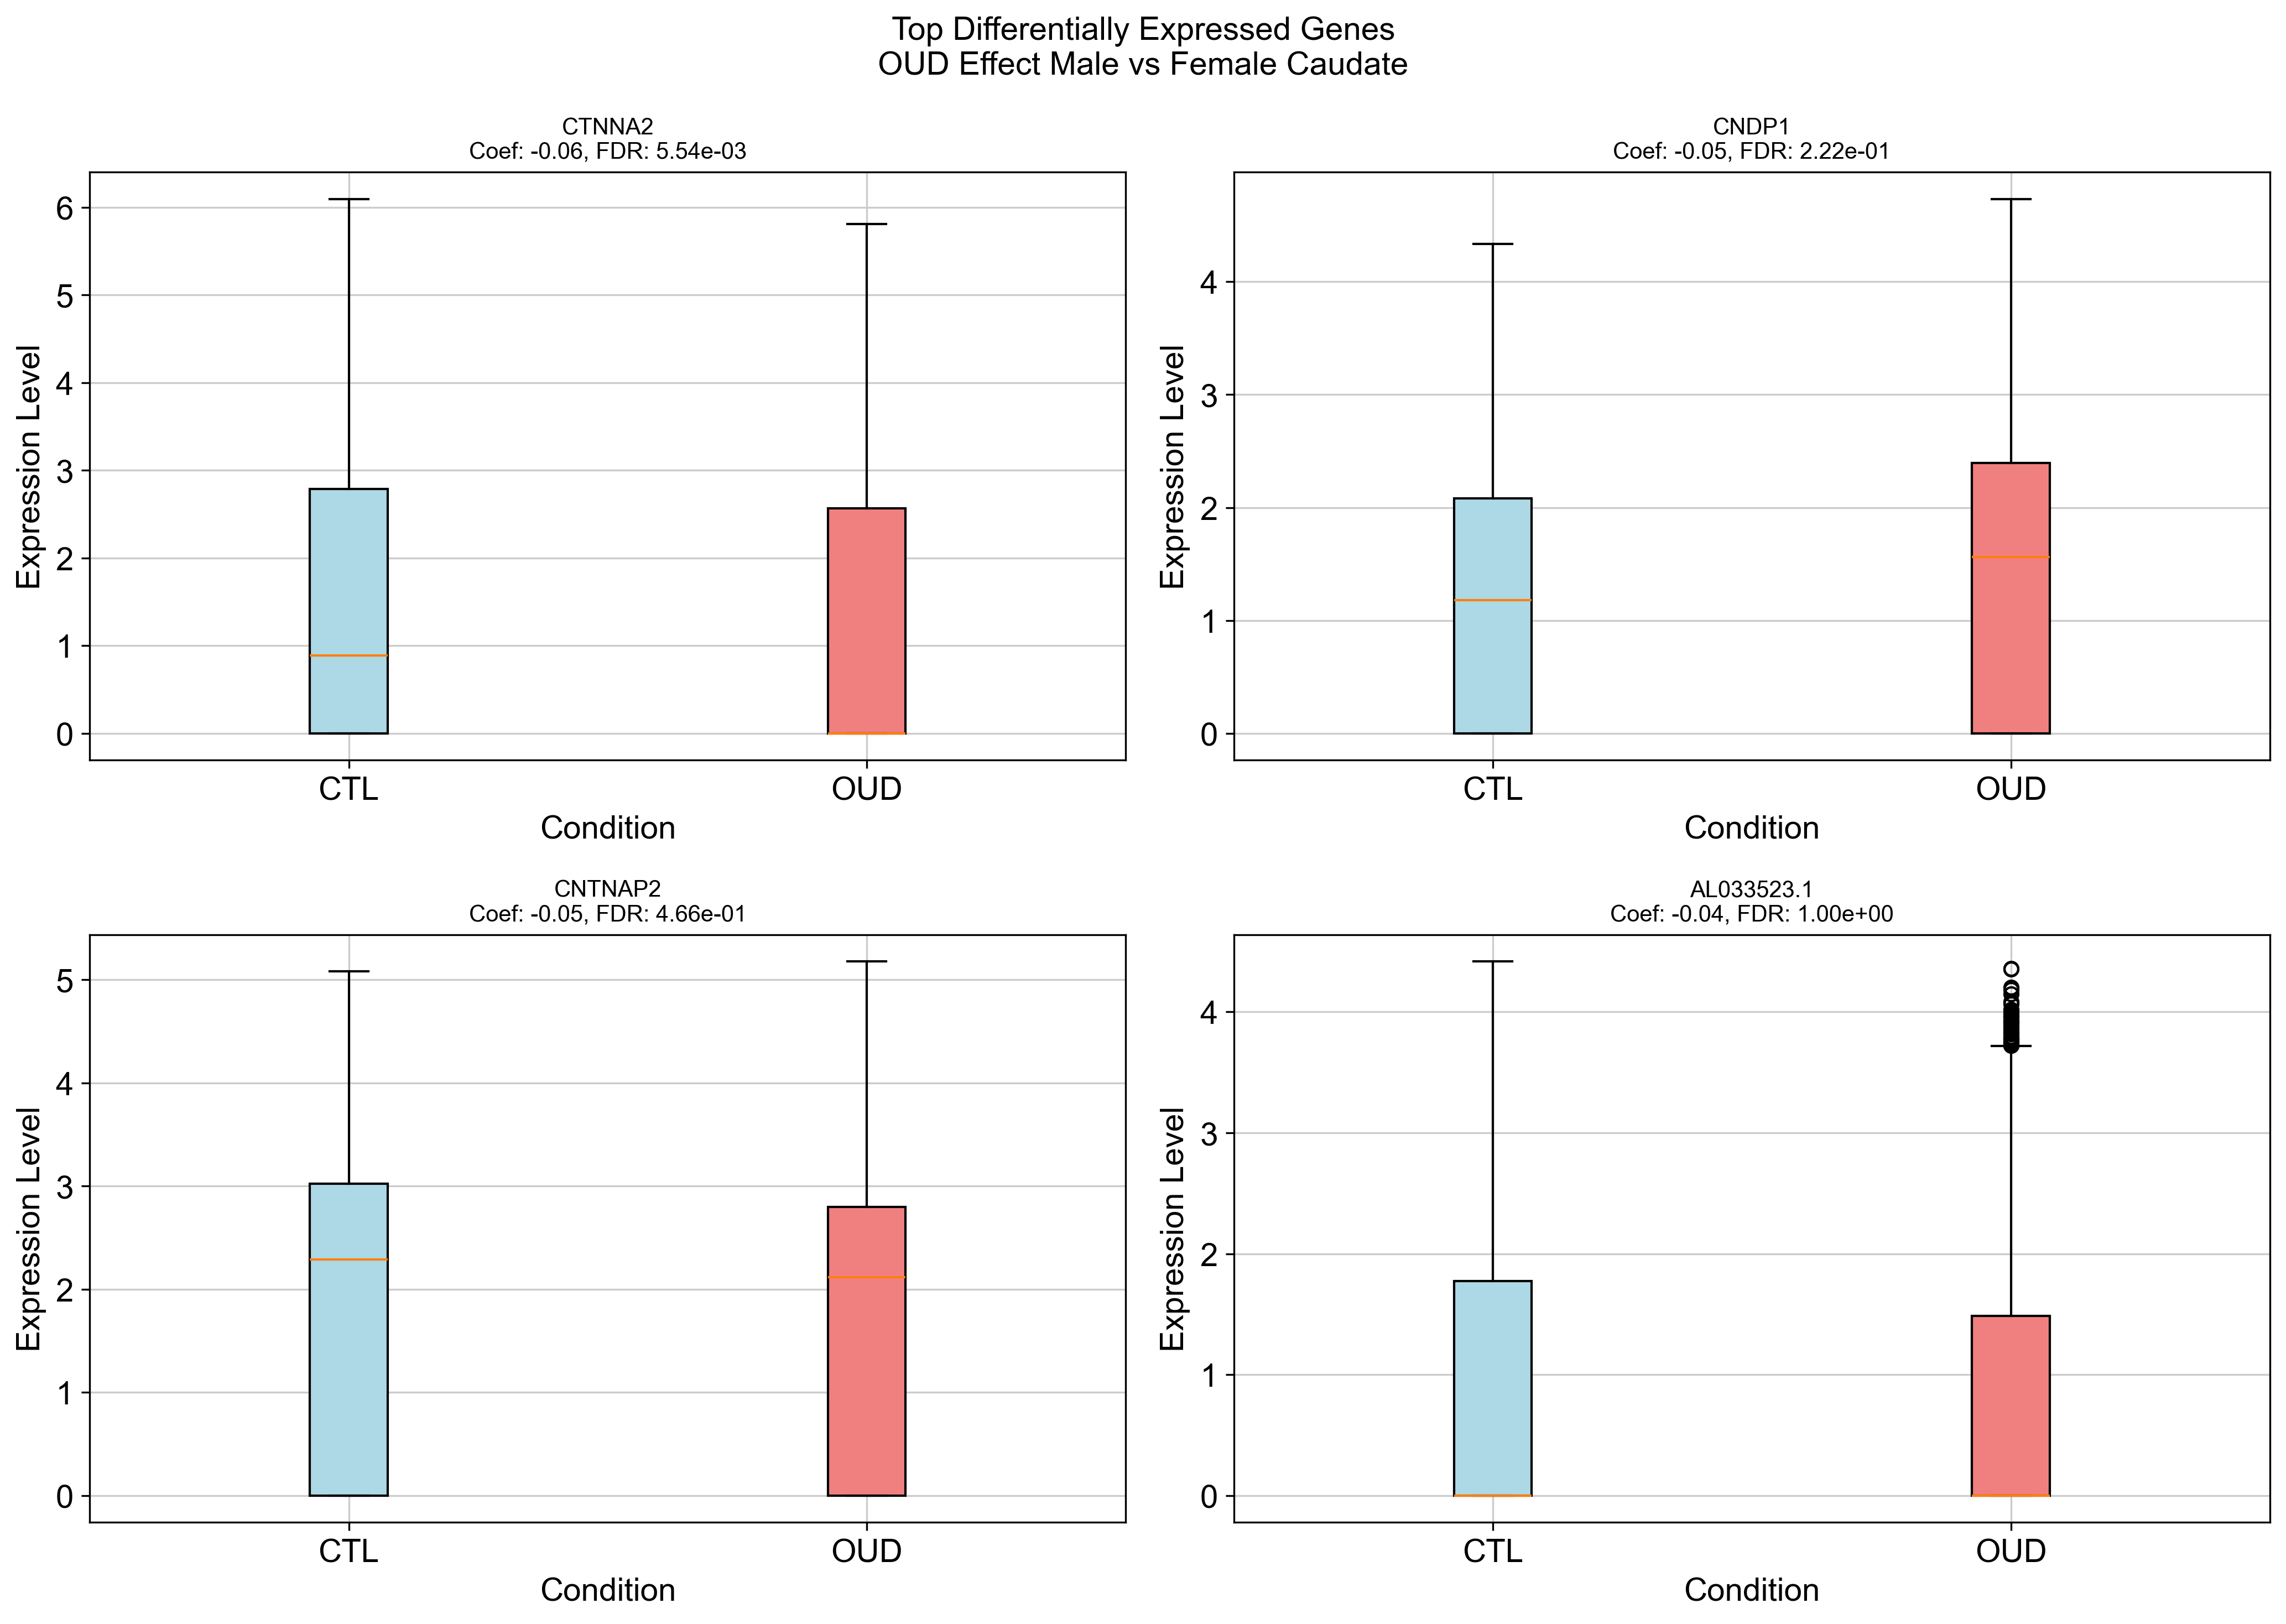 Top Differentially Expressed Genes
OUD Effect Male vs Female Caudate
CTNNA2
Coef: -0.06, FDR: 5.54e-03
6
5
4
3
2
1
0
Expression Level
CTL
OUD
Condition
CNDP1
Coef: -0.05, FDR: 2.22e-01
4
3
2
1
0
Expression Level
CTL
OUD
Condition
CNTNAP2
Coef: -0.05, FDR: 4.66e-01
5
4
3
2
1
0
Expression Level
CTL
OUD
Condition
AL033523.1
Coef: -0.04, FDR: 1.00e+00
4
3
2
1
0
Expression Level
CTL
OUD
Condition